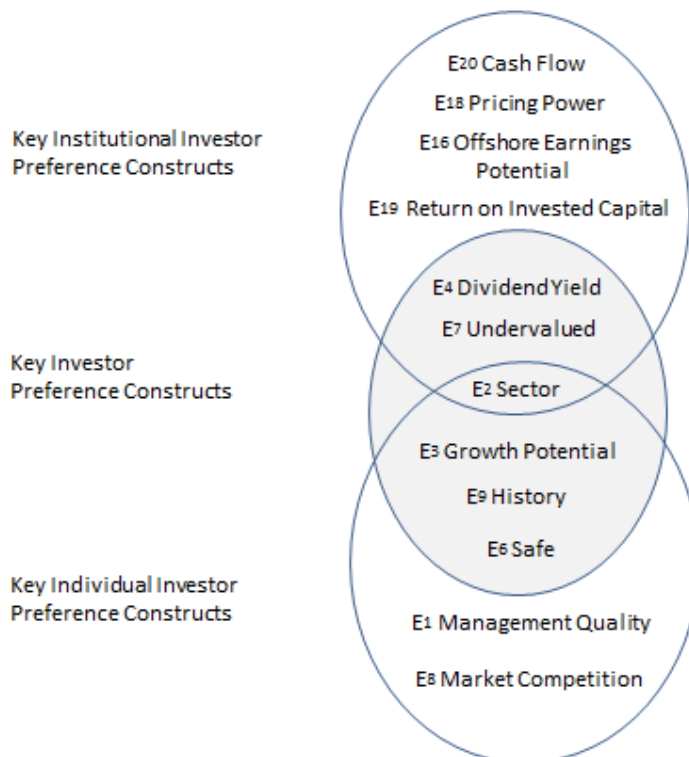 E20 Cash Flow
E18 Pricing Power
Key Institutional Investor
Preference Constructs
E16 Offshore Earnings
Potential
E19 Return on Invested Capital
E4 Dividend Yield
E7 Undervalued
Key Investor
Preference Constructs
E2 Sector
E3 Growth Potential
E9 History
E6 Safe
Key Individual Investor
Preference Constructs
E1 Management Quality
E8 Market Competition